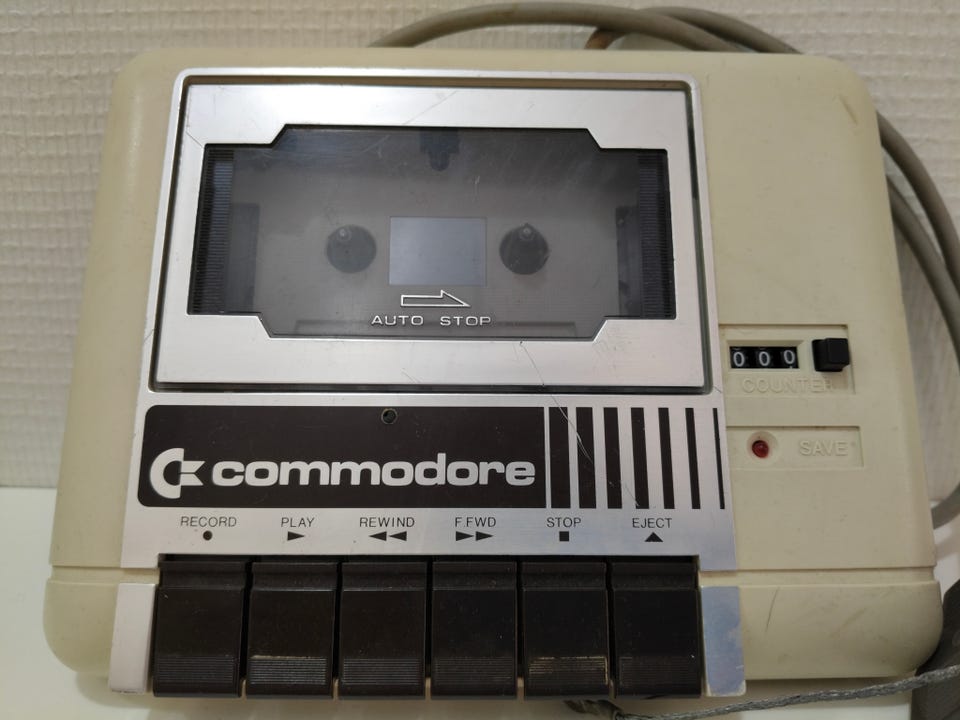 AUTO STOP
000
COUNTER
SAVE
commodore
RECORD PLAY REWIND F.FWD STOP EJECT